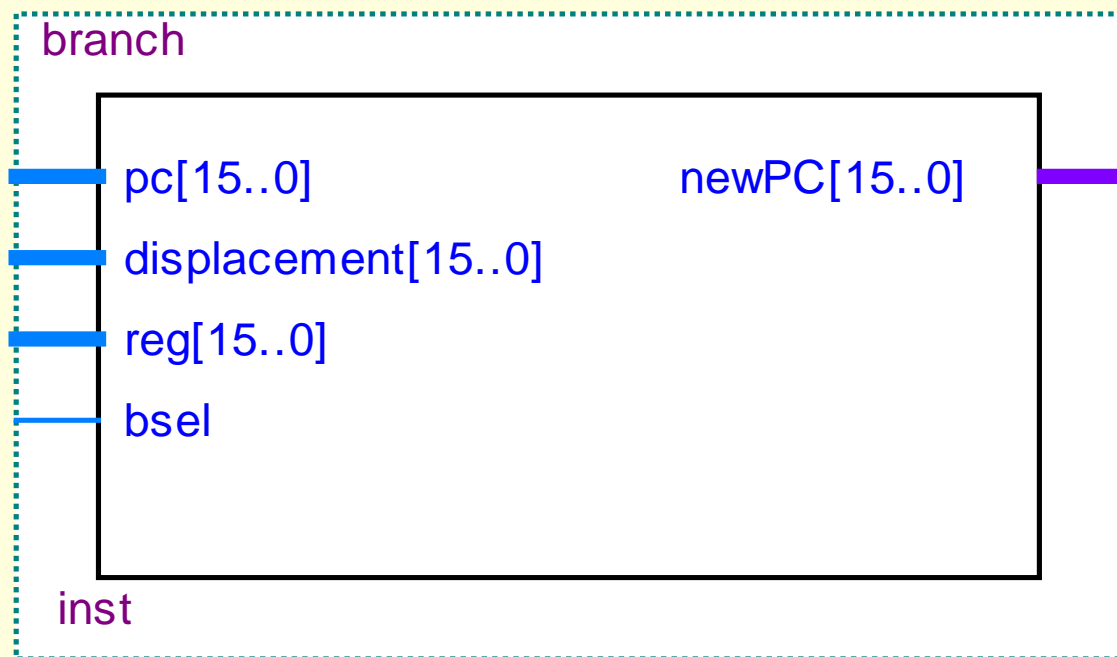 branch
pc[15..0] newPC[15..0]
displacement[15..0]
reg[15..0]
bsel
inst